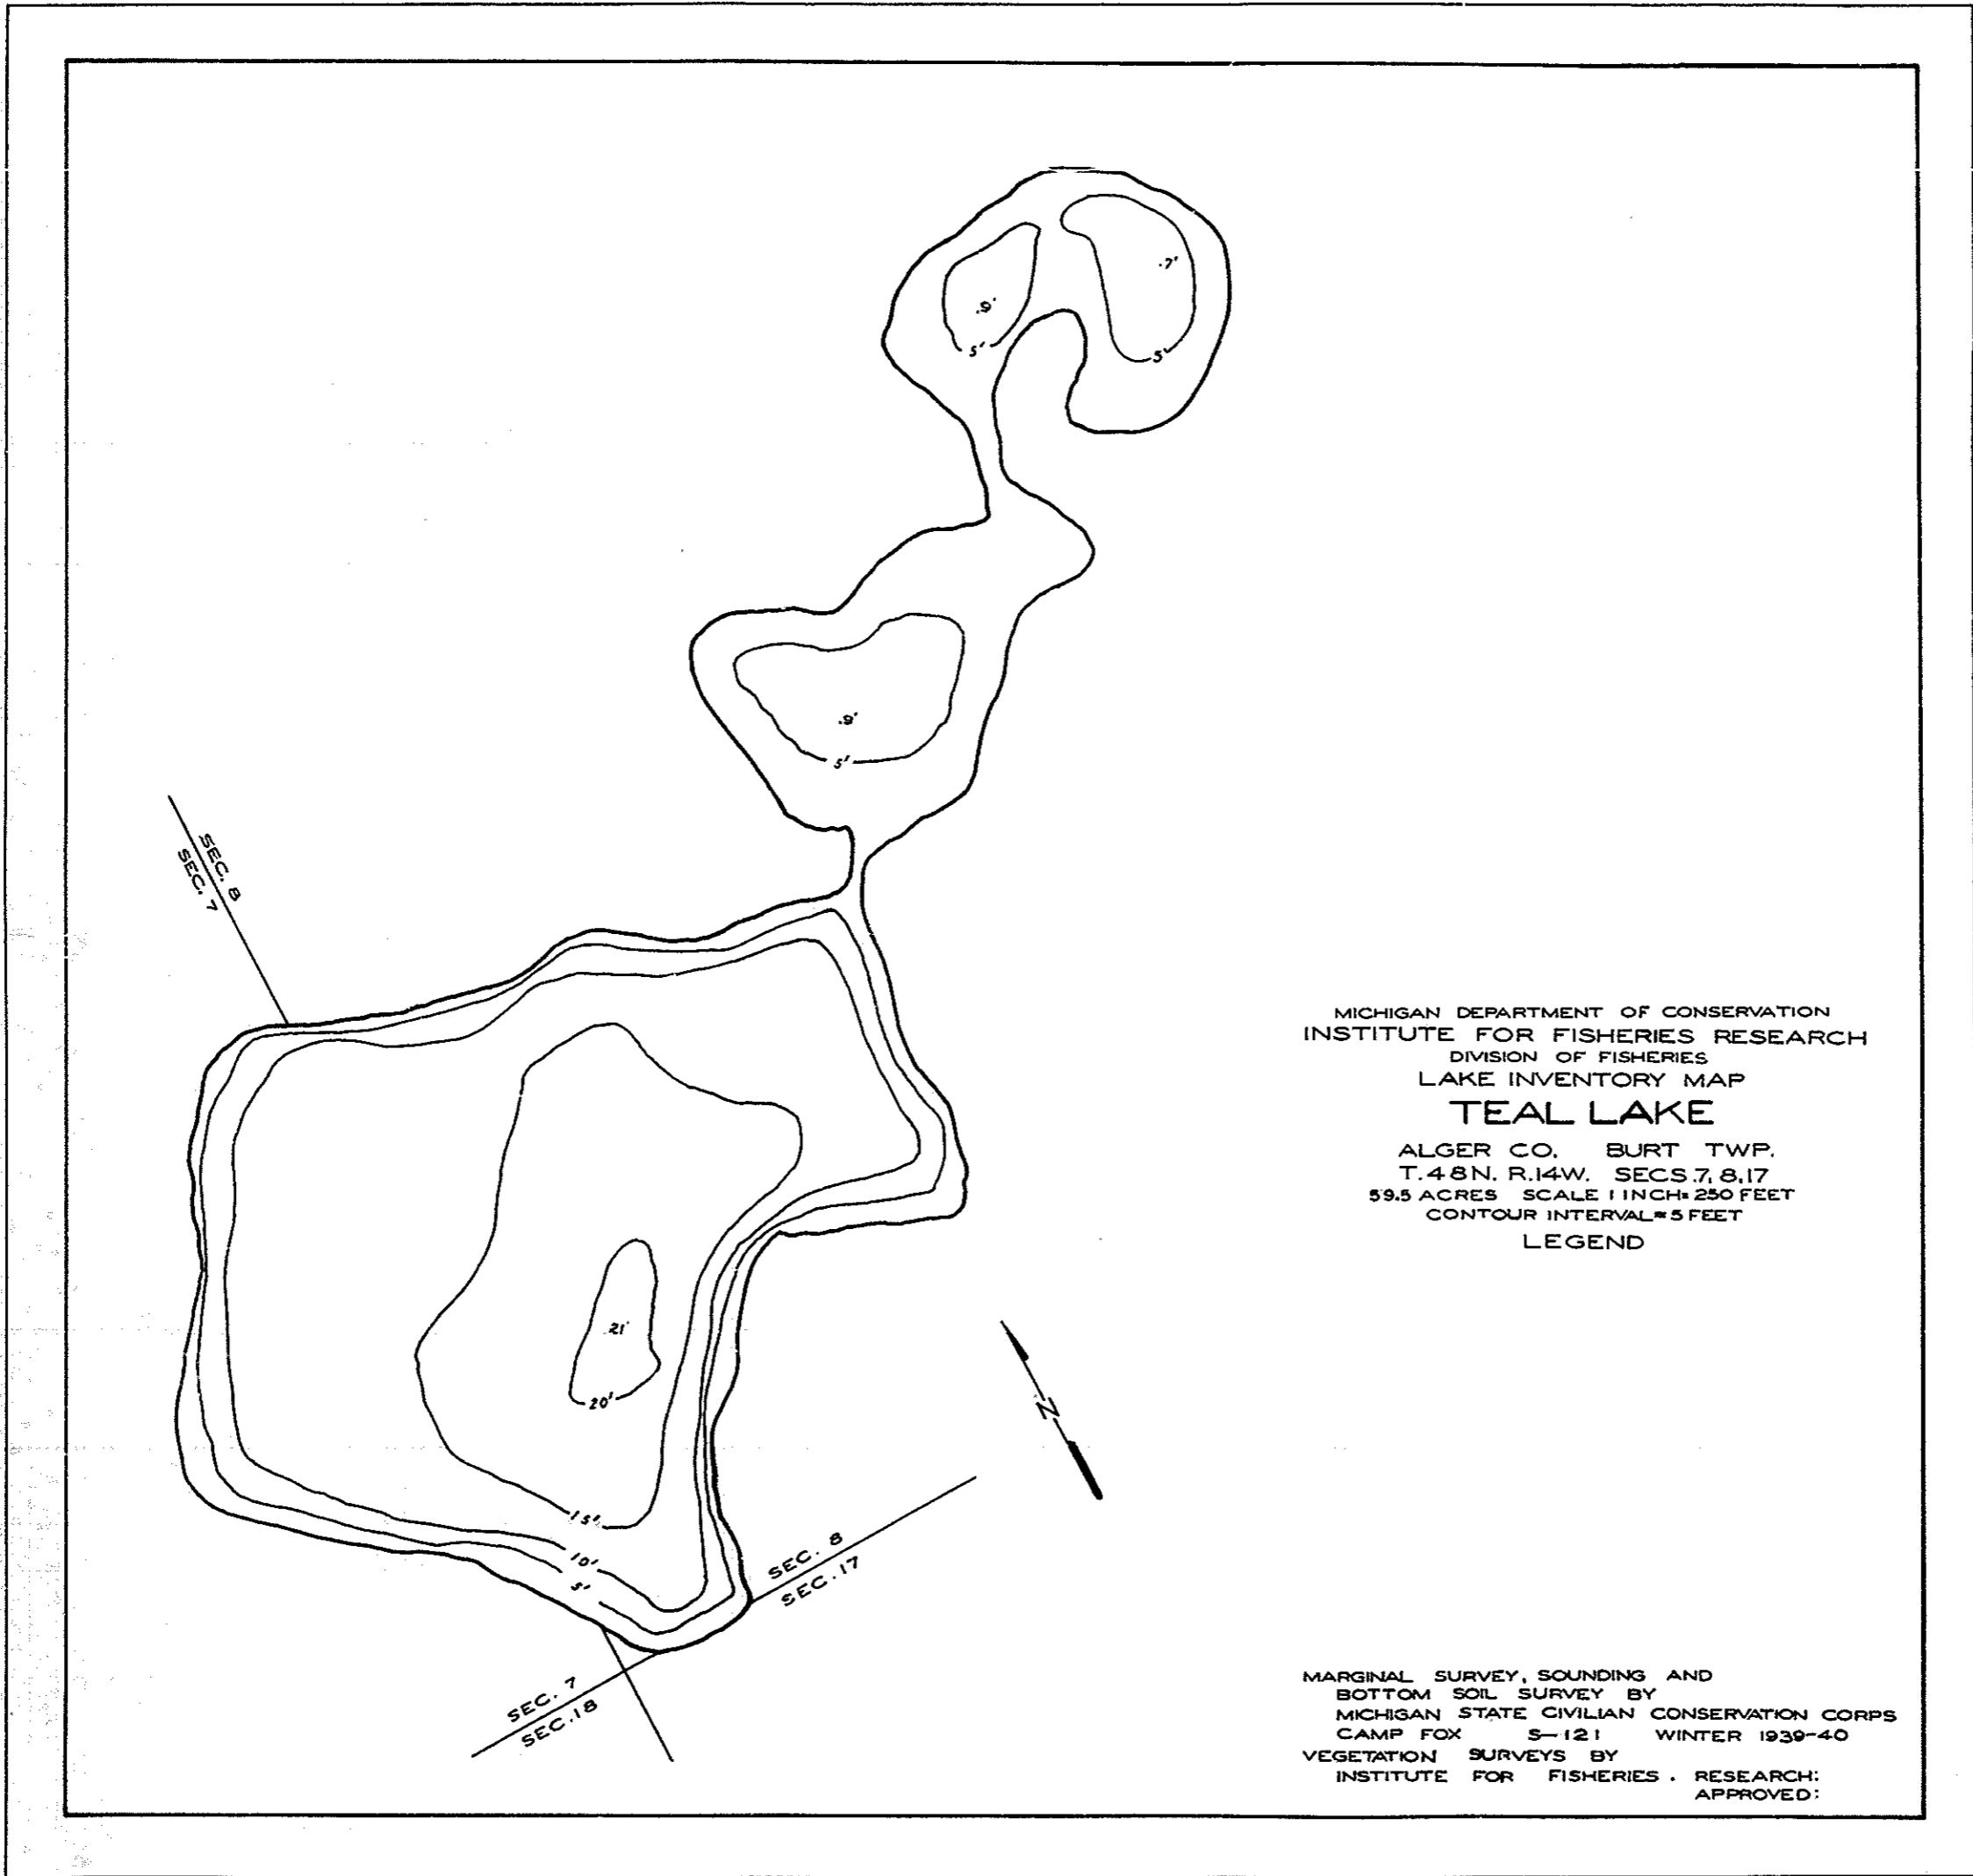 .7'
.9'
5'
5'
.9'
5'
SEC. 8
SEC. 7
MICHIGAN DEPARTMENT OF CONSERVATION
INSTITUTE FOR FISHERIES RESEARCH
DIVISION OF FISHERIES
LAKE INVENTORY MAP
TEAL LAKE
ALGER CO. BURT TWP.
T.48N. R.14W. SECS.7,8,17
59.5 ACRES SCALE 1 INCH=250 FEET
CONTOUR INTERVAL=5 FEET
LEGEND
21'
20'
N
15'
10'
5'
SEC. 8
SEC. 17
SEC. 7
SEC. 18
MARGINAL SURVEY, SOUNDING AND
BOTTOM SOIL SURVEY BY
MICHIGAN STATE CIVILIAN CONSERVATION CORPS
CAMP FOX S-121 WINTER 1939-40
VEGETATION SURVEYS BY
INSTITUTE FOR FISHERIES . RESEARCH:
APPROVED: